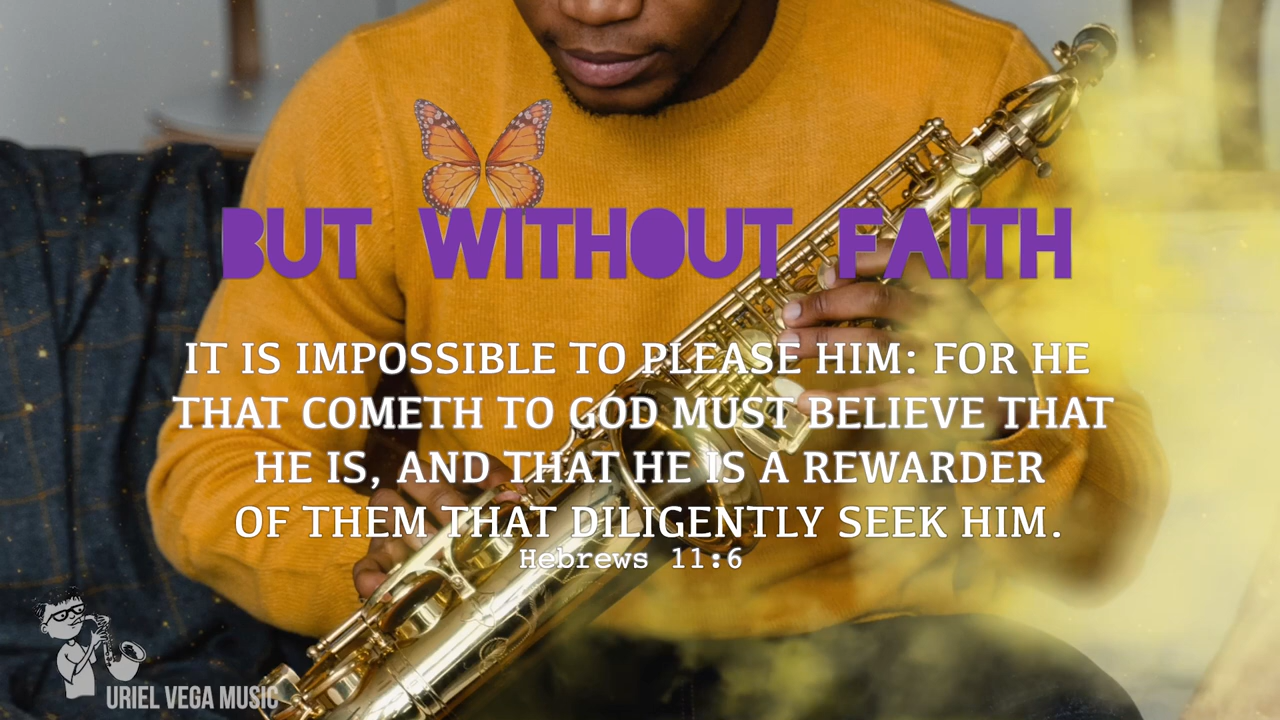 BUT WITHOUT FAITH
IT IS IMPOSSIBLE TO PLEASE HIM: FOR HE
THAT COMETH TO GOD MUST BELIEVE THAT
HE IS, AND THAT HE IS A REWARDER
OF THEM THAT DILIGENTLY SEEK HIM.
Hebrews 11:6
URIEL VEGA MUSIC